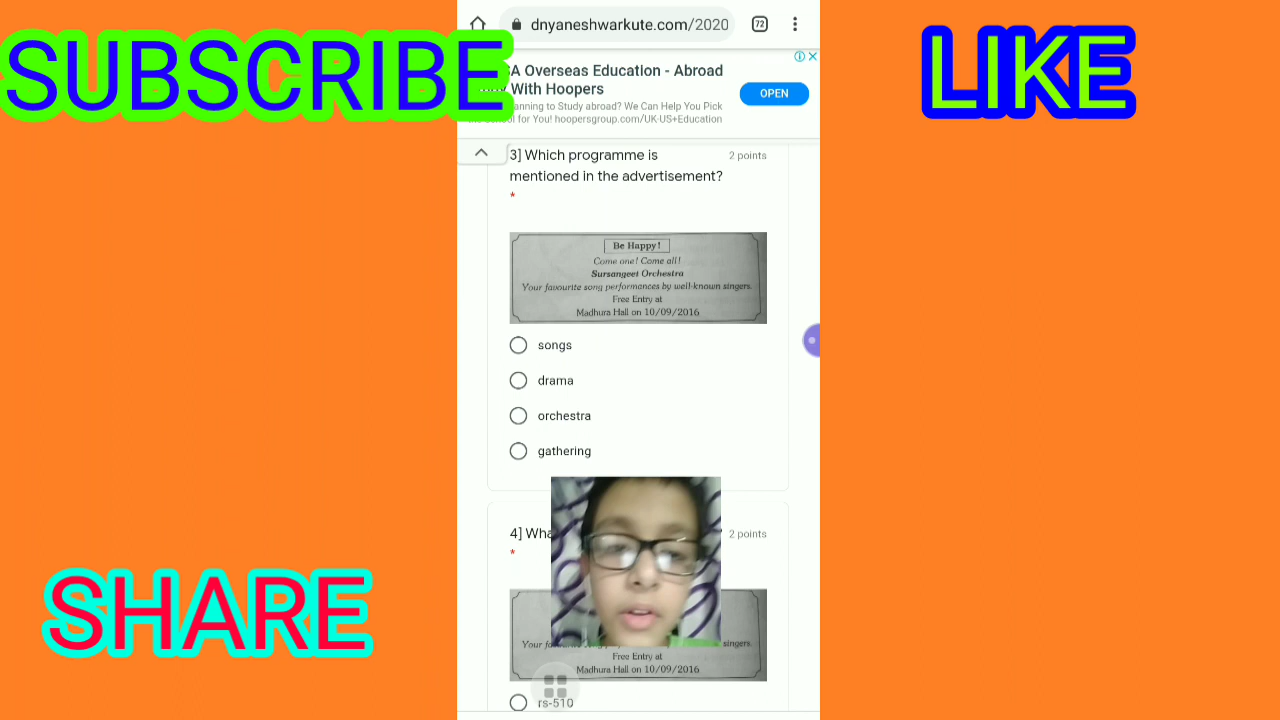 SUBSCRIBE
LIKE
SHARE
dnyaneshwarkute.com/2020
72
A Overseas Education - Abroad
With Hoopers
OPEN
anning to Study abroad? We Can Help You Pick
for You! hoopersgroup.com/UK-US+Education
3] Which programme is
2 points
mentioned in the advertisement?
*
Be Happy!
Come one! Come all!
Sursangeet Orchestra
Your favourite song performances by well-known singers.
Free Entry at
Madhura Hall on 10/09/2016
songs
drama
orchestra
gathering
4] Wha
2 points
*
Your singers.
Free Entry at
Madhura Hall on 10/09/2016
rs-510